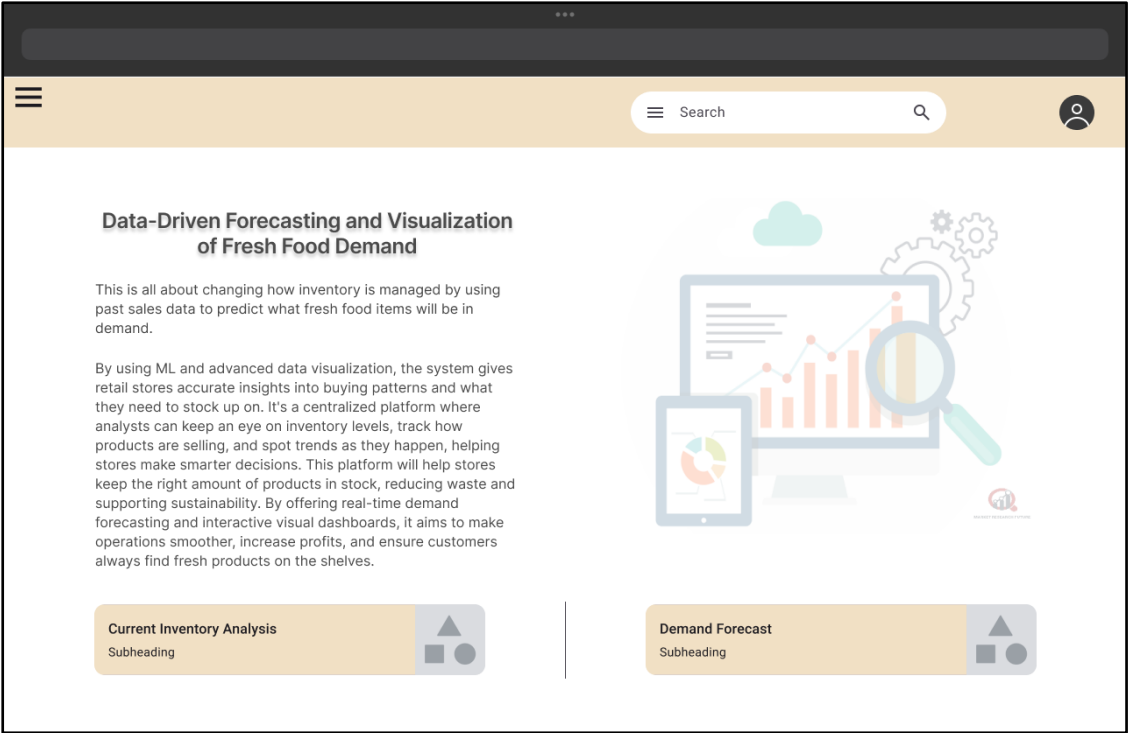 Search
Data-Driven Forecasting and Visualization
of Fresh Food Demand
This is all about changing how inventory is managed by using
past sales data to predict what fresh food items will be in
demand.
By using ML and advanced data visualization, the system gives
retail stores accurate insights into buying patterns and what
they need to stock up on. It's a centralized platform where
analysts can keep an eye on inventory levels, track how
products are selling, and spot trends as they happen, helping
stores make smarter decisions. This platform will help stores
keep the right amount of products in stock, reducing waste and
supporting sustainability. By offering real-time demand
forecasting and interactive visual dashboards, it aims to make
operations smoother, increase profits, and ensure customers
always find fresh products on the shelves.
Current Inventory Analysis
Subheading
Demand Forecast
Subheading